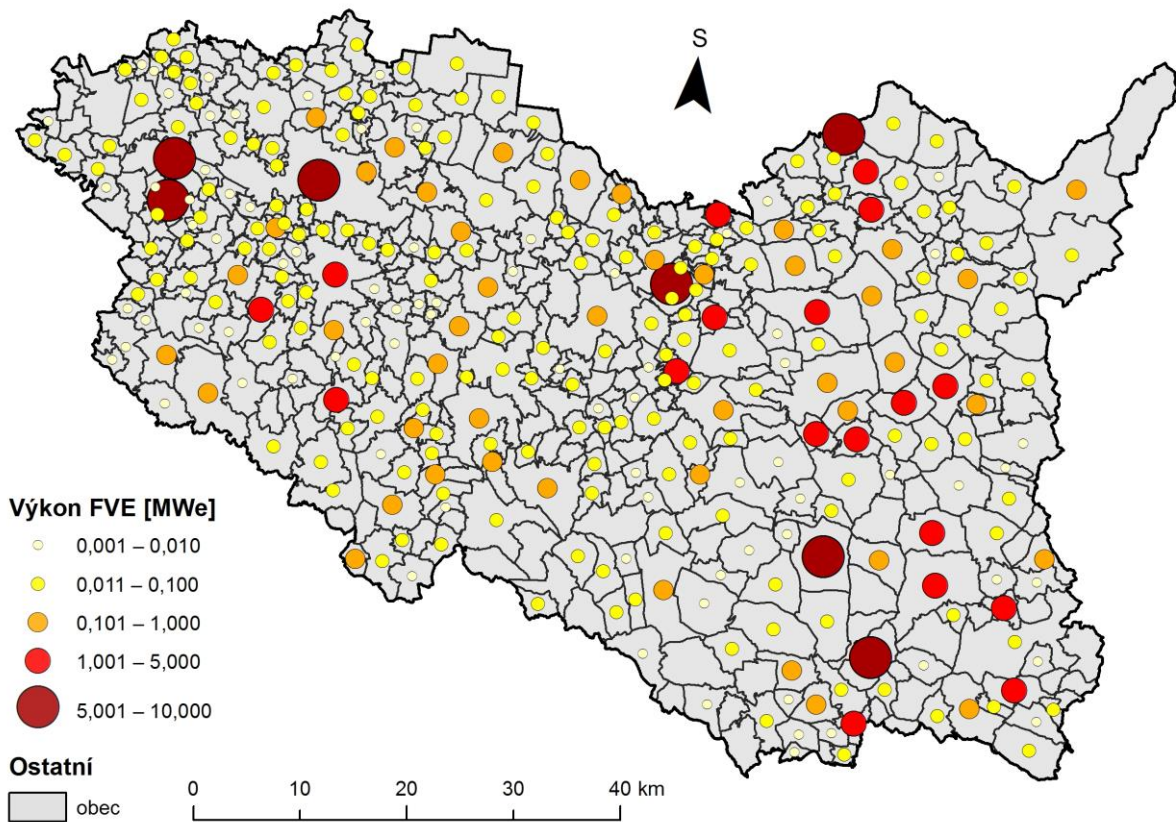 S
Výkon FVE [MWe]
0,001 – 0,010
0,011 – 0,100
0,101 – 1,000
1,001 – 5,000
5,001 – 10,000
Ostatní
obec
0 10 20 30 40 km